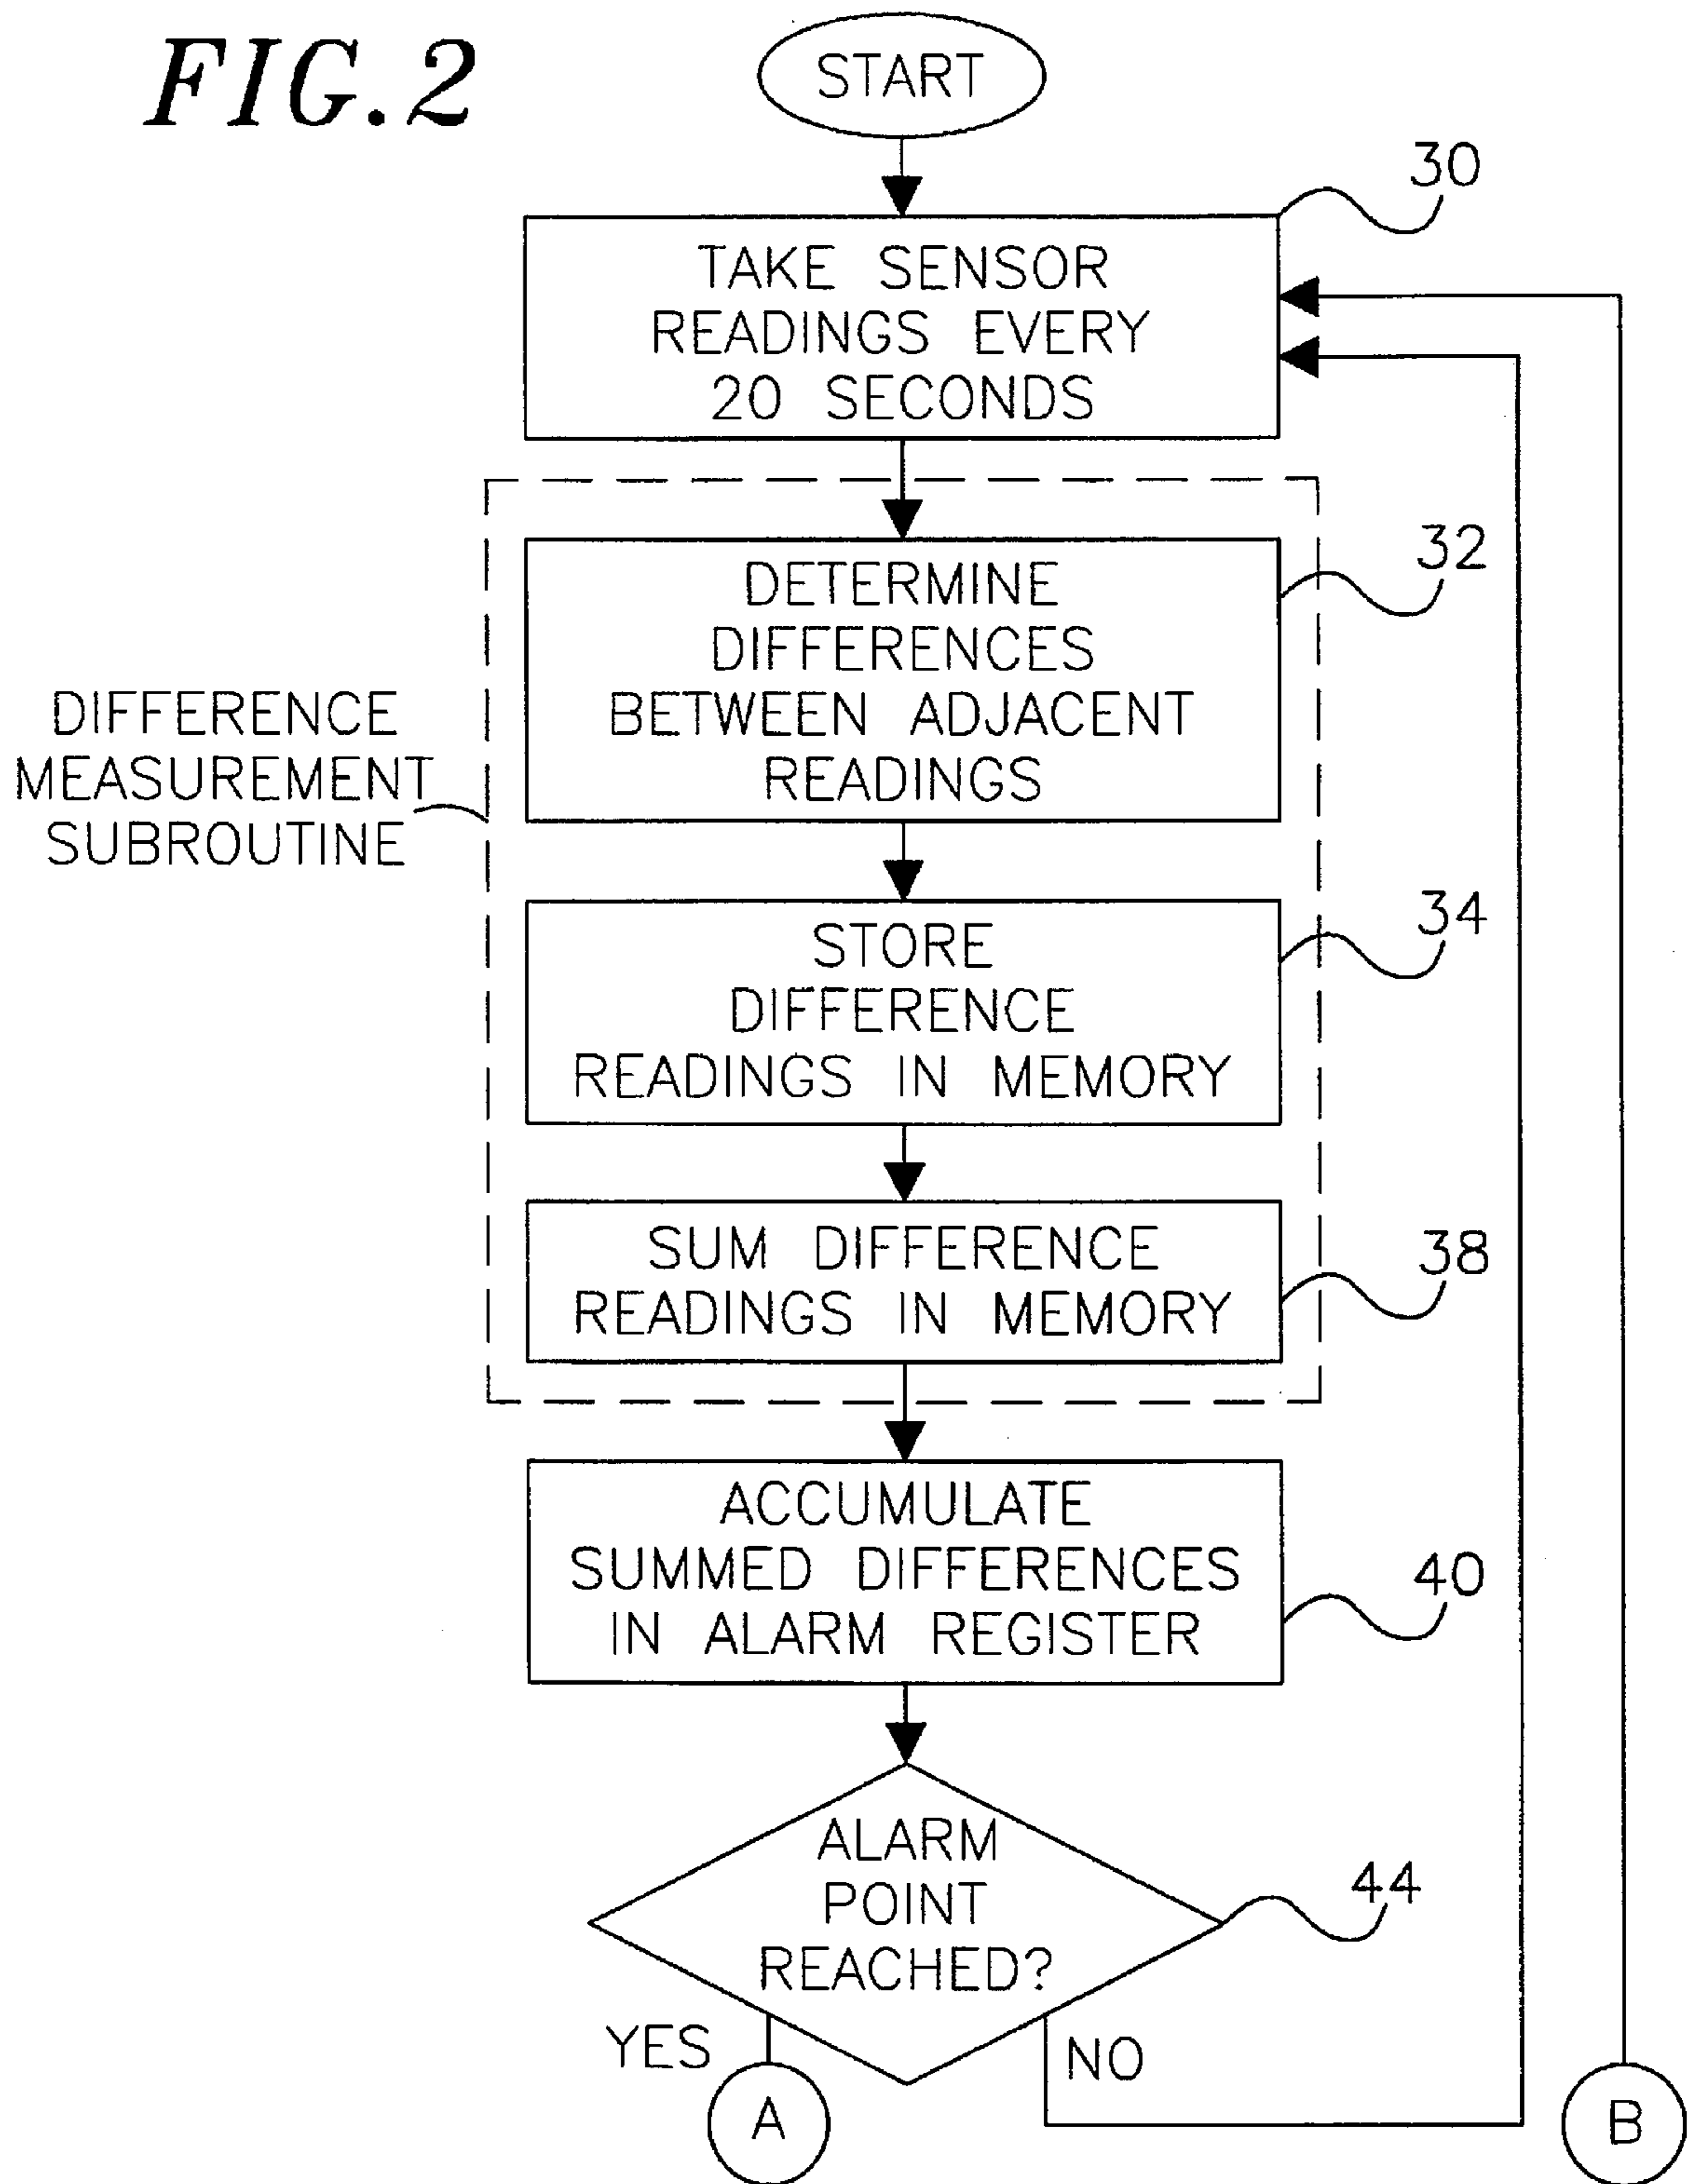 FIG.2
START
30
TAKE SENSOR
READINGS EVERY
20 SECONDS
32
DETERMINE
DIFFERENCES
BETWEEN ADJACENT
READINGS
DIFFERENCE
MEASUREMENT
SUBROUTINE
34
STORE
DIFFERENCE
READINGS IN MEMORY
38
SUM DIFFERENCE
READINGS IN MEMORY
ACCUMULATE
SUMMED DIFFERENCES
IN ALARM REGISTER
40
ALARM
POINT
REACHED?
44
YES
NO
A
B